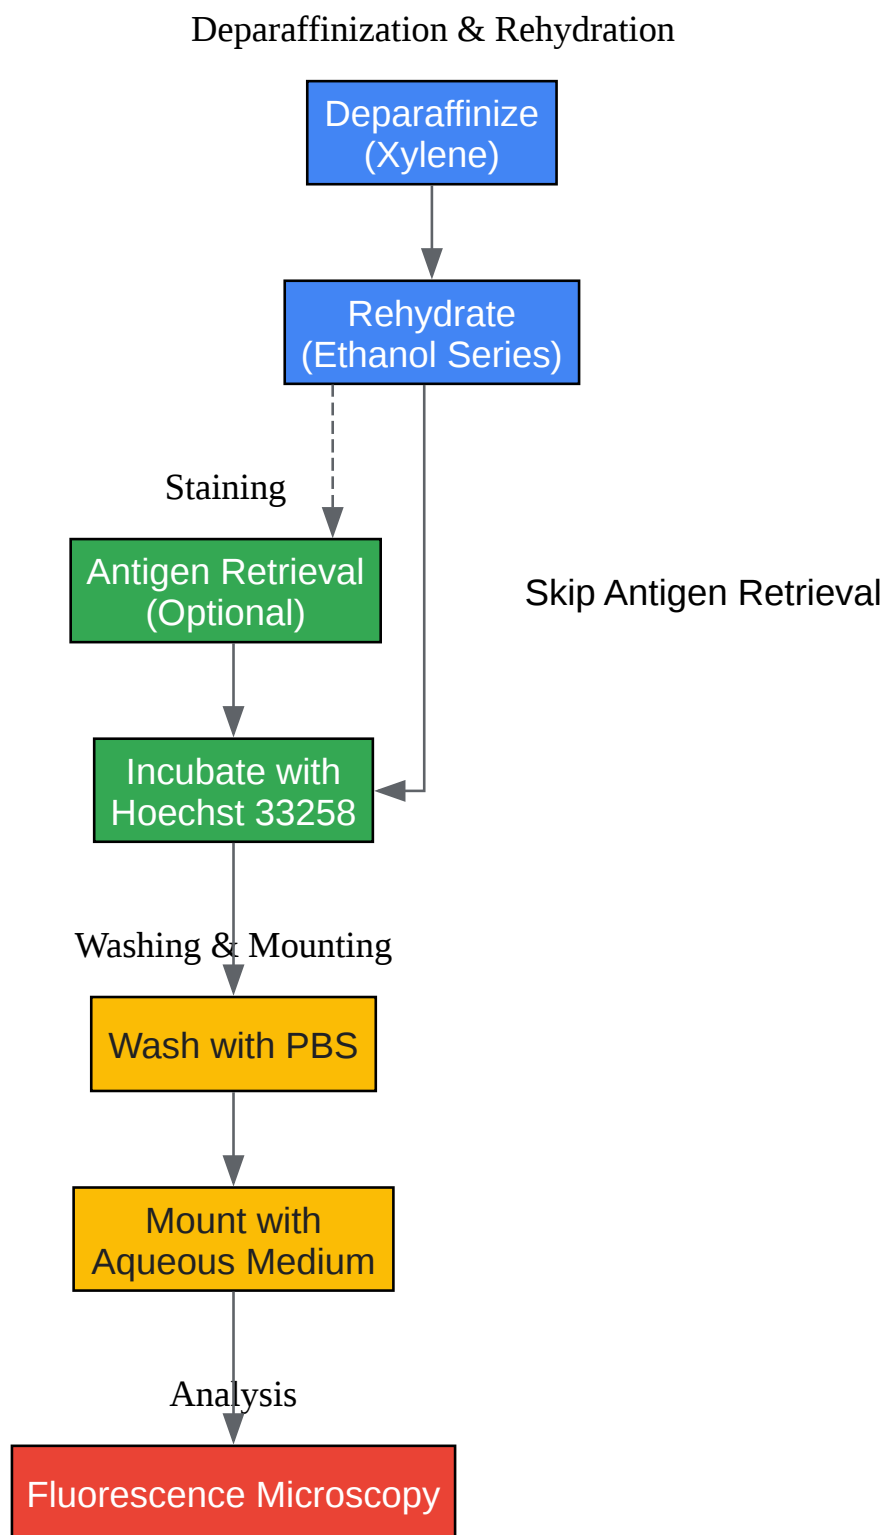 Deparaffinization & Rehydration
Deparaffinize
(Xylene)
Rehydrate
(Ethanol Series)
Staining
Antigen Retrieval
(Optional)
Skip Antigen Retrieval
Incubate with
Hoechst 33258
Washing & Mounting
Wash with PBS
Mount with
Aqueous Medium
Analysis
Fluorescence Microscopy